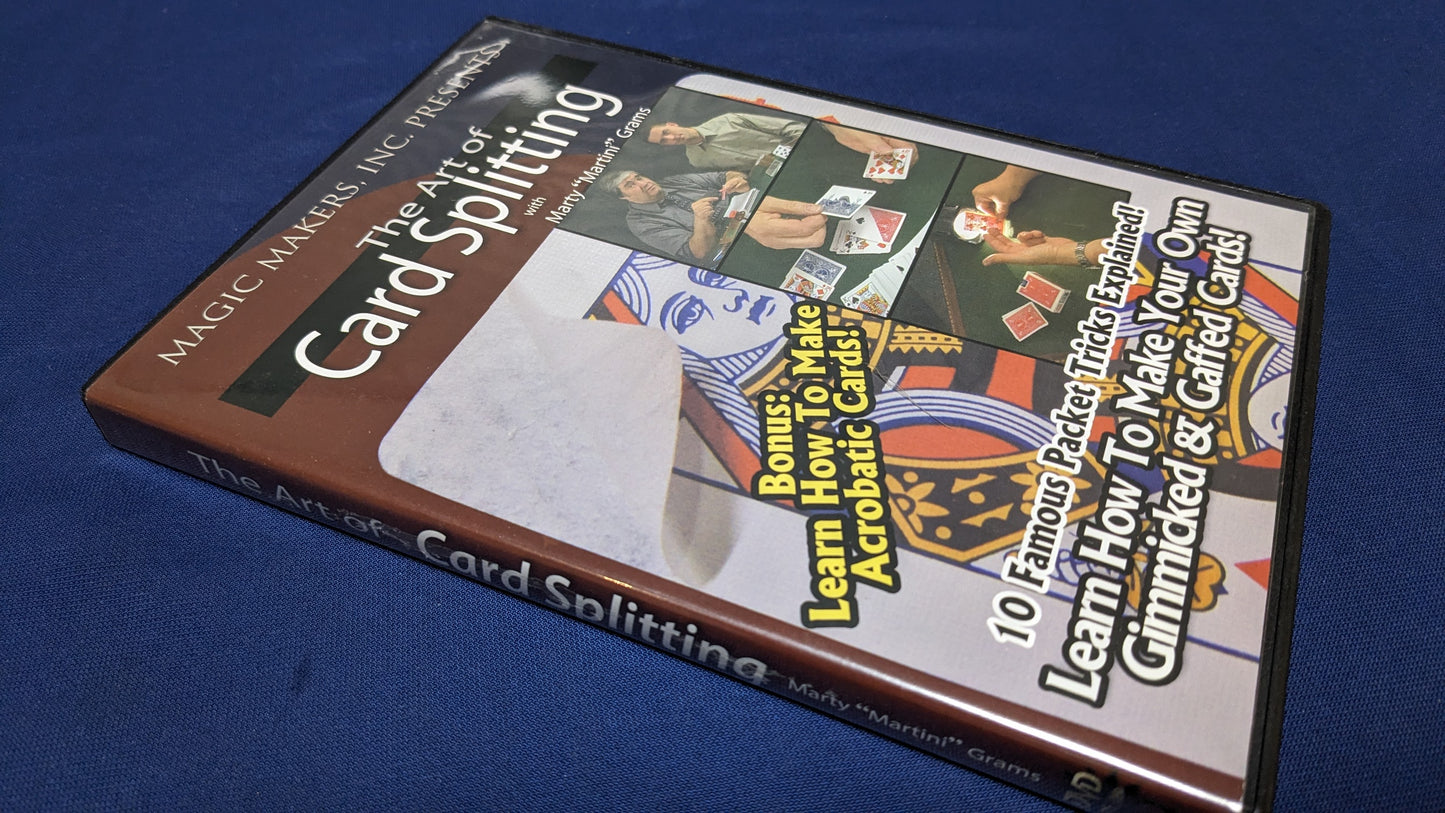 MAGIC MAKERS, INC. PRESENTS
The Art of
Card Splitting
with
Marty “Martini” Grams
Bonus:
Learn How To Make
Acrobatic Cards!
10 Famous Packet Tricks Explained!
Learn How To Make Your Own
Gimmicked & Gaffed Cards!
The Art of Card Splitting Marty “Martini” Grams